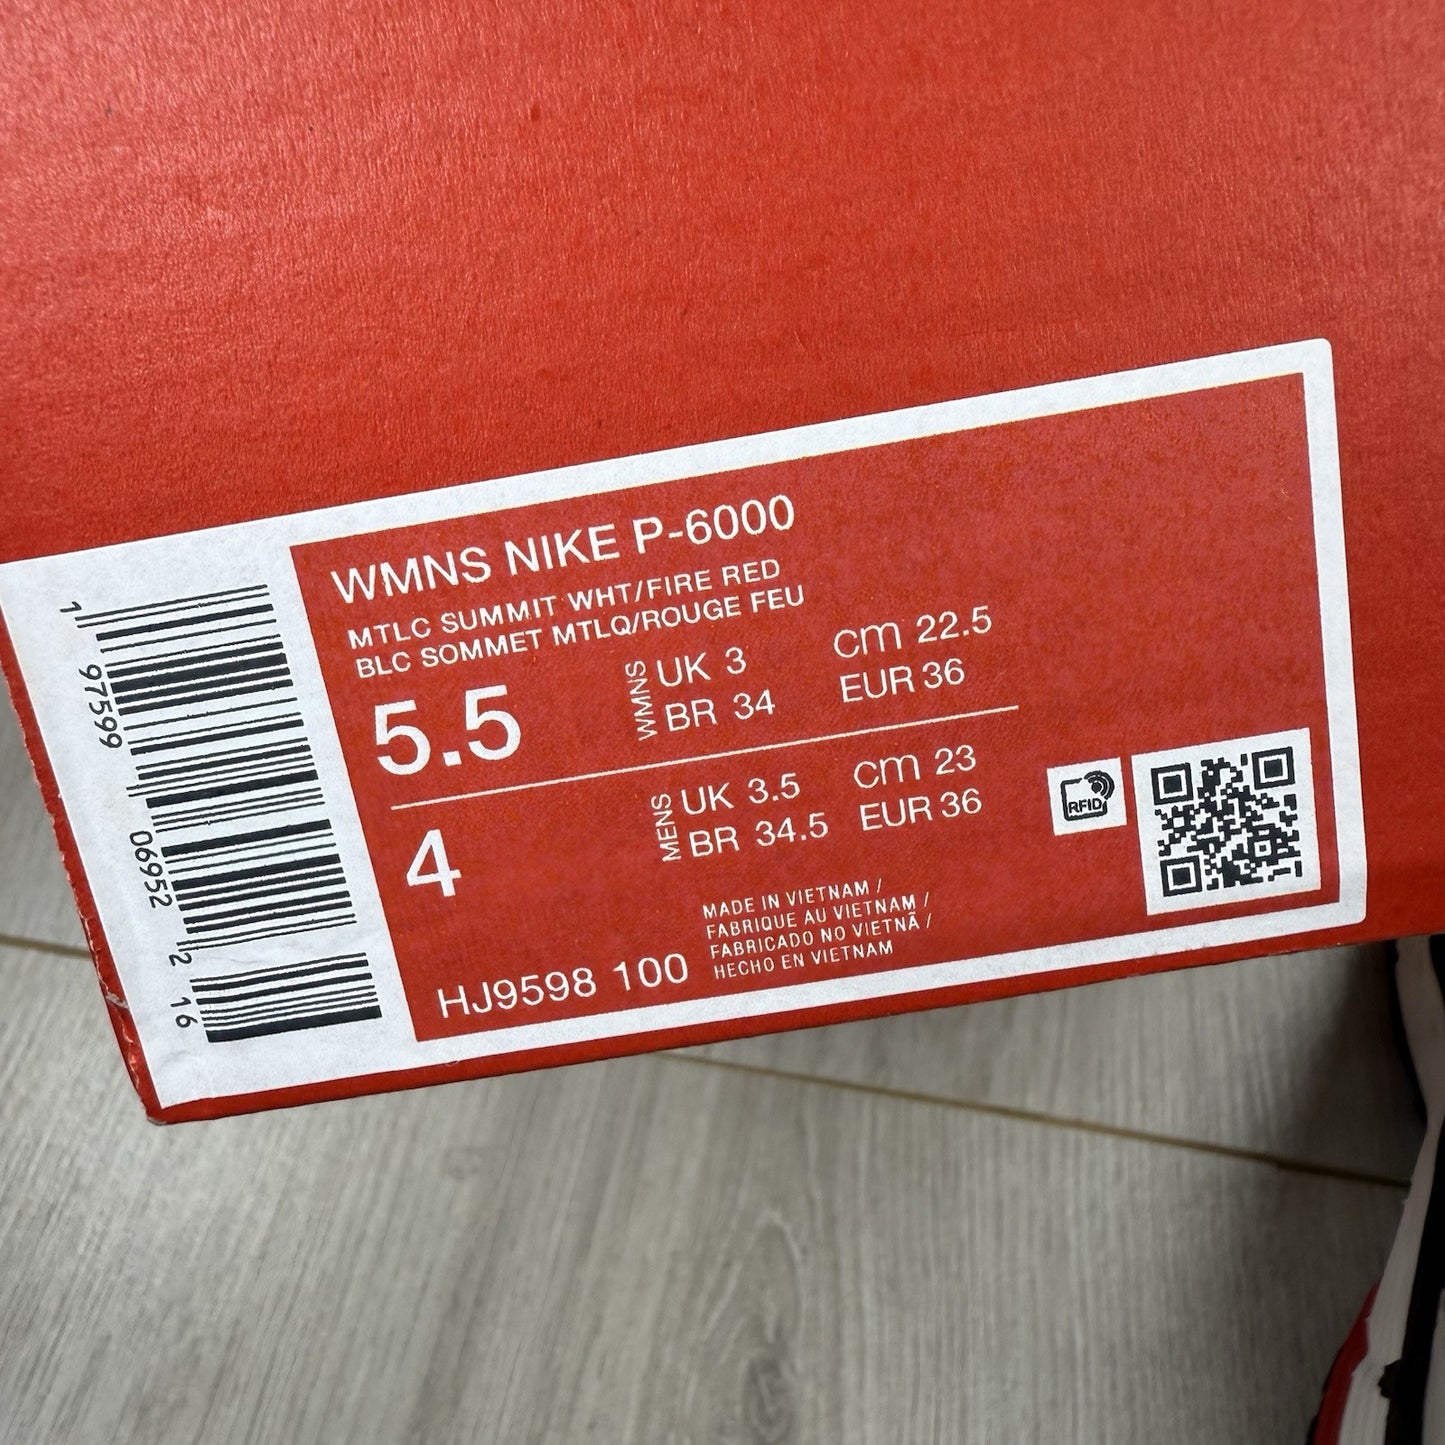 WMNS NIKE P-6000
MTLC SUMMIT WHT/FIRE RED
BLC SOMMET MTLQ/ROUGE FEU
5.5
WMNS
UK 3
BR 34
cm 22.5
EUR 36
4
MENS
UK 3.5
BR 34.5
cm 23
EUR 36
HJ9598 100
MADE IN VIETNAM /
FABRIQUE AU VIETNAM /
FABRICADO NO VIETNÃ /
HECHO EN VIETNAM
RFID
1 97599 06952 2 16